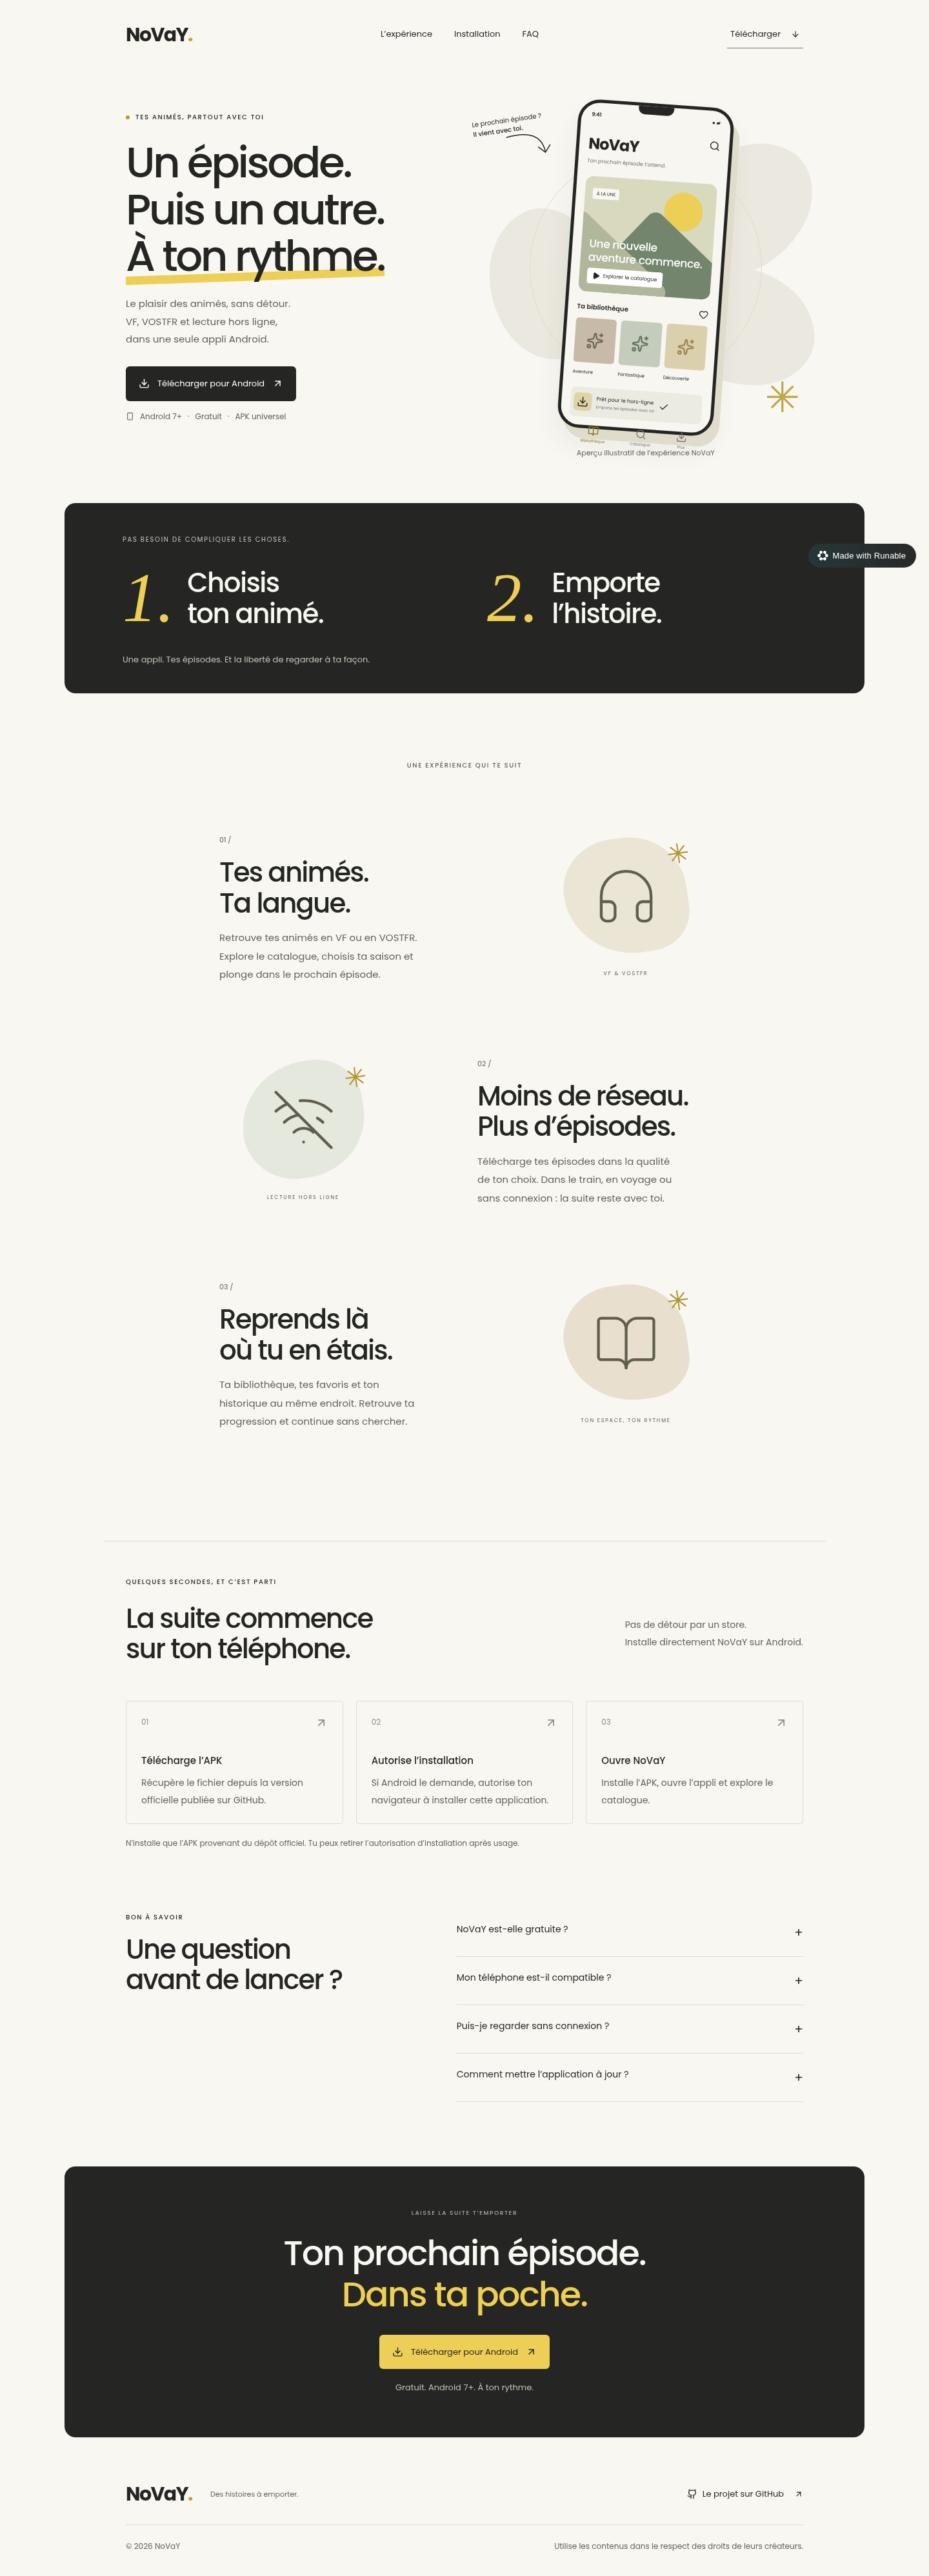 NoVaY.
L'expérience
Installation
FAQ
Télécharger
TES ANIMÉS, PARTOUT AVEC TOI
Un épisode.
Puis un autre.
À ton rythme.
Le plaisir des animés, sans détour.
VF, VOSTFR et lecture hors ligne,
dans une seule appli Android.
Télécharger pour Android
Android 7+ · Gratuit · APK universel
Le prochain épisode ?
Il vient avec toi.
9:41
NoVaY
Ton prochain épisode t'attend.
À LA UNE
Une nouvelle
aventure commence.
Explorer le catalogue
Ta bibliothèque
Aventure
Fantastique
Découverte
Prêt pour le hors-ligne
Emporte tes épisodes avec toi
Bibliothèque
Catalogue
Plus
Aperçu illustratif de l'expérience NoVaY
PAS BESOIN DE COMPLIQUER LES CHOSES.
1.
Choisis
ton animé.
2.
Emporte
l'histoire.
Une appli. Tes épisodes. Et la liberté de regarder à ta façon.
Made with Runable
UNE EXPÉRIENCE QUI TE SUIT
01 /
Tes animés.
Ta langue.
Retrouve tes animés en VF ou en VOSTFR.
Explore le catalogue, choisis ta saison et
plonge dans le prochain épisode.
VF & VOSTFR
02 /
Moins de réseau.
Plus d'épisodes.
Télécharge tes épisodes dans la qualité
de ton choix. Dans le train, en voyage ou
sans connexion : la suite reste avec toi.
LECTURE HORS LIGNE
03 /
Reprends là
où tu en étais.
Ta bibliothèque, tes favoris et ton
historique au même endroit. Retrouve ta
progression et continue sans chercher.
TON ESPACE, TON RYTHME
QUELQUES SECONDES, ET C'EST PARTI
La suite commence
sur ton téléphone.
Pas de détour par un store.
Installe directement NoVaY sur Android.
01
Télécharge l'APK
Récupère le fichier depuis la version
officielle publiée sur GitHub.
02
Autorise l'installation
Si Android le demande, autorise ton
navigateur à installer cette application.
03
Ouvre NoVaY
Installe l'APK, ouvre l'appli et explore le
catalogue.
N'installe que l'APK provenant du dépôt officiel. Tu peux retirer l'autorisation d'installation après usage.
BON À SAVOIR
Une question
avant de lancer ?
NoVaY est-elle gratuite ?
+
Mon téléphone est-il compatible ?
+
Puis-je regarder sans connexion ?
+
Comment mettre l'application à jour ?
+
LAISSE LA SUITE T'EMPORTER
Ton prochain épisode.
Dans ta poche.
Télécharger pour Android
Gratuit. Android 7+. À ton rythme.
NoVaY.
Des histoires à emporter.
Le projet sur GitHub
© 2026 NoVaY
Utilise les contenus dans le respect des droits de leurs créateurs.